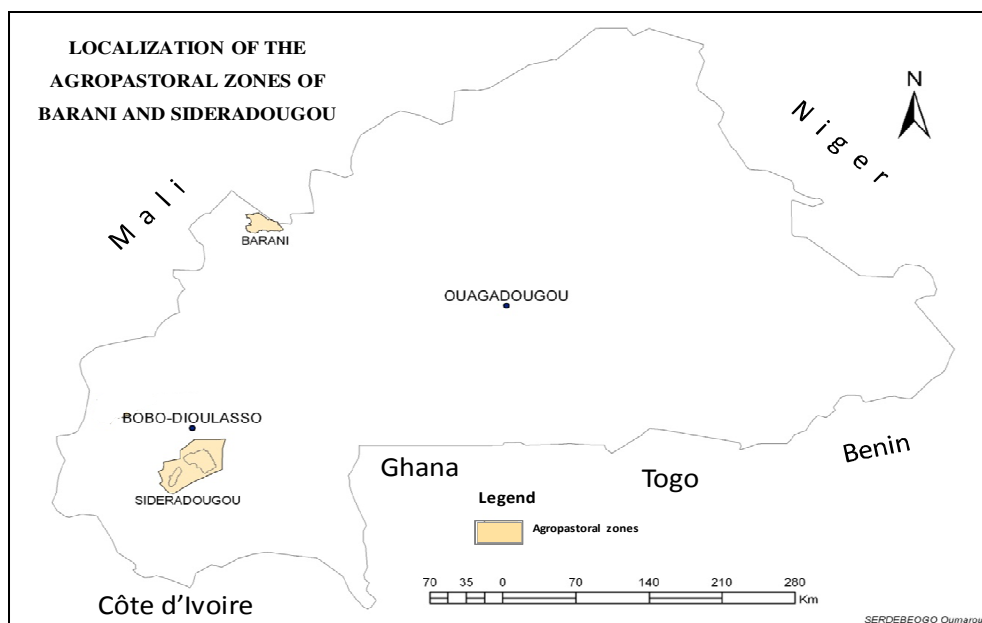 LOCALIZATION OF THE
AGROPASTORAL ZONES OF
BARANI AND SIDERADOUGOU
N
Niger
Mali
BARANI
OUAGADOUGOU
BOBO-DIOULASSO
SIDERADOUGOU
Ghana
Togo
Benin
Legend
Agropastoral zones
Côte d'Ivoire
70 35 0 70 140 210 280
Km
SERDEBEOGO Oumarou